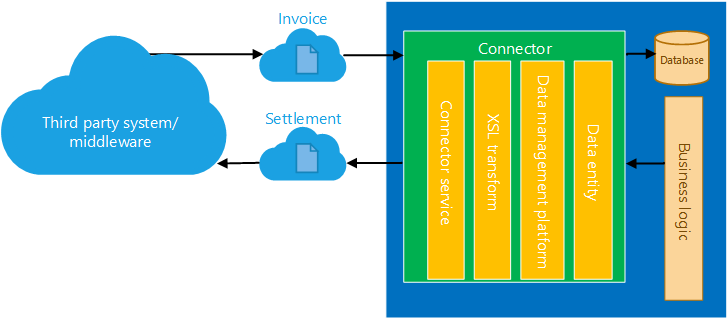 Invoice
Third party system/
middleware
Settlement
Connector
Connector service
XSL transform
Data management platform
Data entity
Database
Business logic